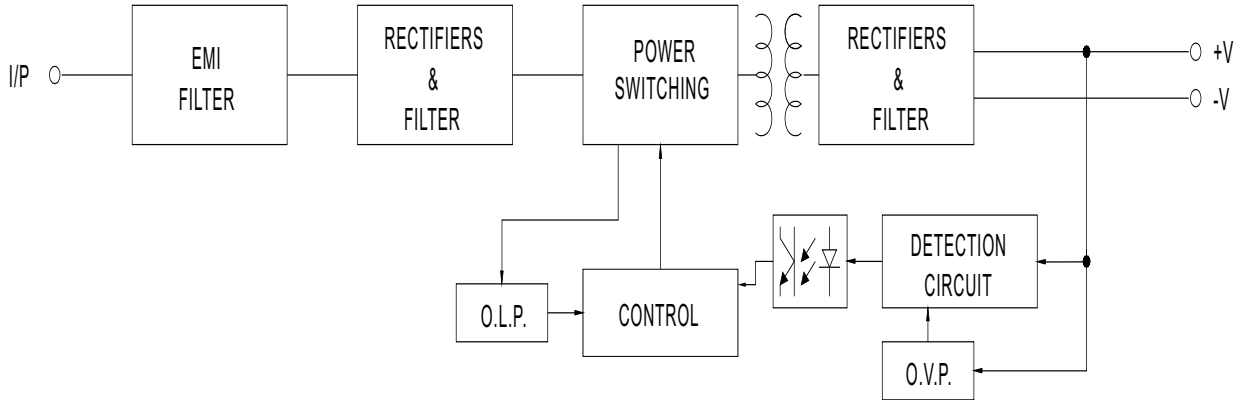 I/P
EMI
FILTER
RECTIFIERS
&
FILTER
POWER
SWITCHING
RECTIFIERS
&
FILTER
+V
-V
O.L.P.
CONTROL
DETECTION
CIRCUIT
O.V.P.